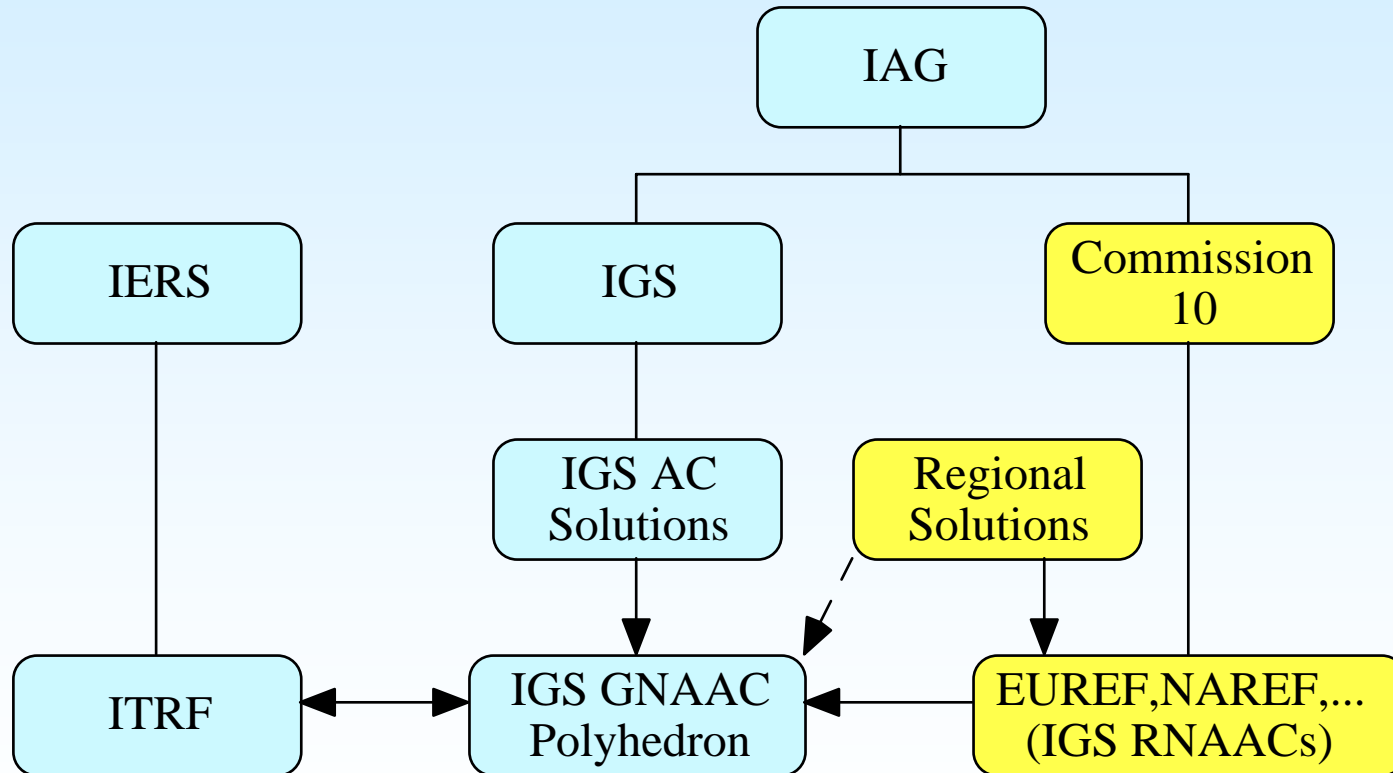 IAG
IERS
IGS
Commission
10
IGS AC
Solutions
Regional
Solutions
ITRF
IGS GNAAC
Polyhedron
EUREF,NAREF,...
(IGS RNAACs)